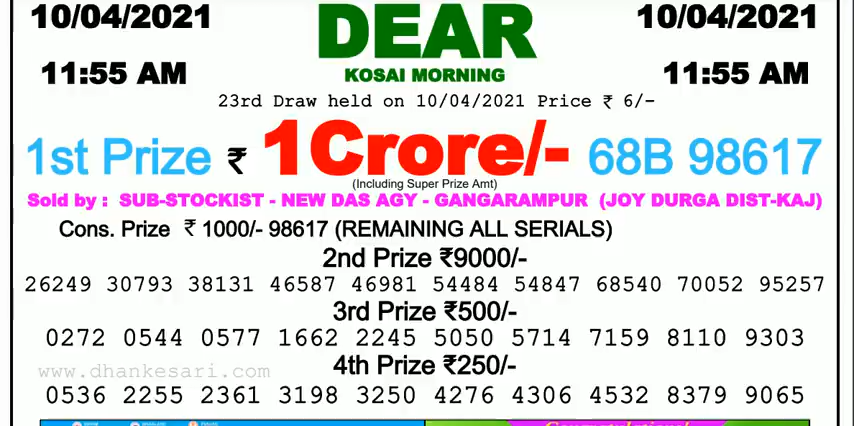 10/04/2021 DEAR 10/04/2021
11:55 AM KOSAI MORNING 11:55 AM
23rd Draw held on 10/04/2021 Price ₹ 6/-
1st Prize ₹ 1Crore/- 68B 98617
(Including Super Prize Amt)
Sold by : SUB-STOCKIST - NEW DAS AGY - GANGARAMPUR (JOY DURGA DIST-KAJ)
Cons. Prize ₹ 1000/- 98617 (REMAINING ALL SERIALS)
2nd Prize ₹9000/-
26249 30793 38131 46587 46981 54484 54847 68540 70052 95257
3rd Prize ₹500/-
0272 0544 0577 1662 2245 5050 5714 7159 8110 9303
4th Prize ₹250/-
www.dhankesari.com
0536 2255 2361 3198 3250 4276 4306 4532 8379 9065